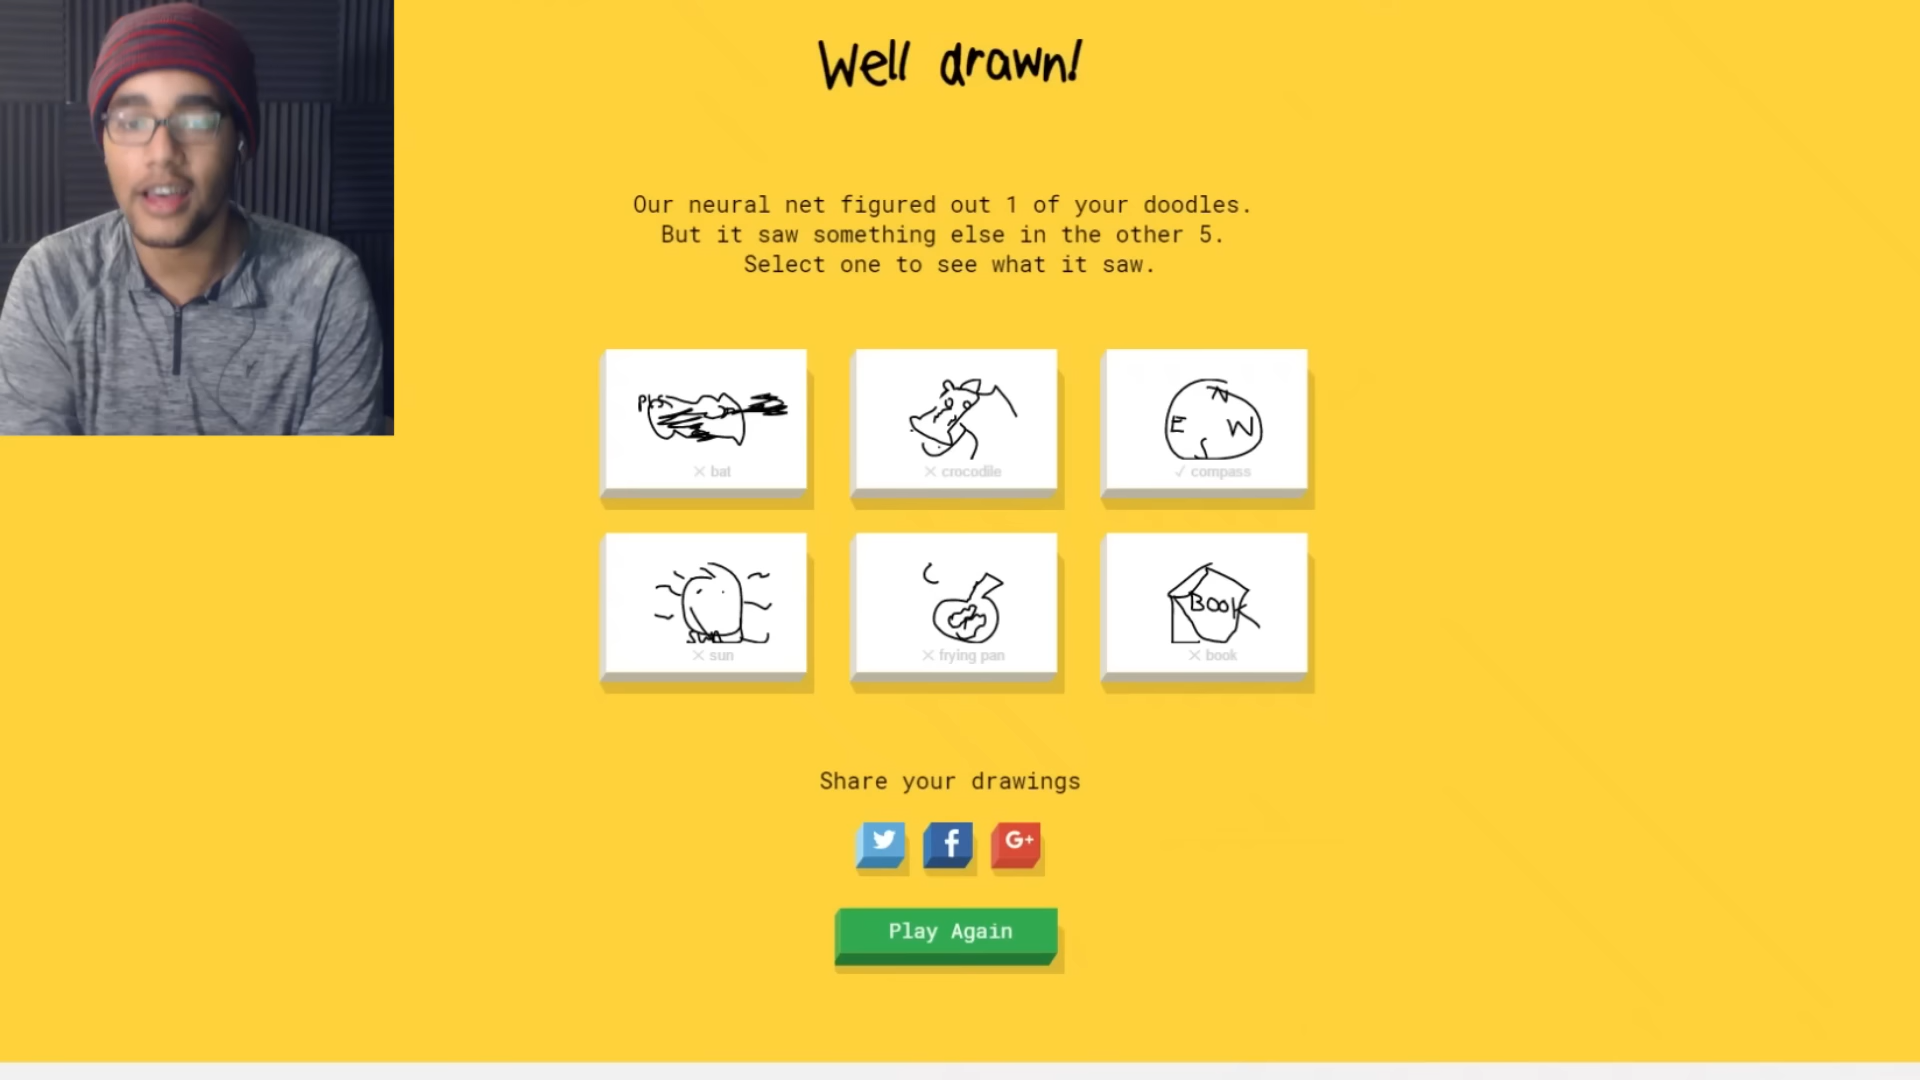 Well drawn!
Our neural net figured out 1 of your doodles.
But it saw something else in the other 5.
Select one to see what it saw.
Pls
× bat
× crocodile
N
E W
S
✓ compass
sun
× sun
× frying pan
BOOK
× book
Share your drawings
f
G+
Play Again